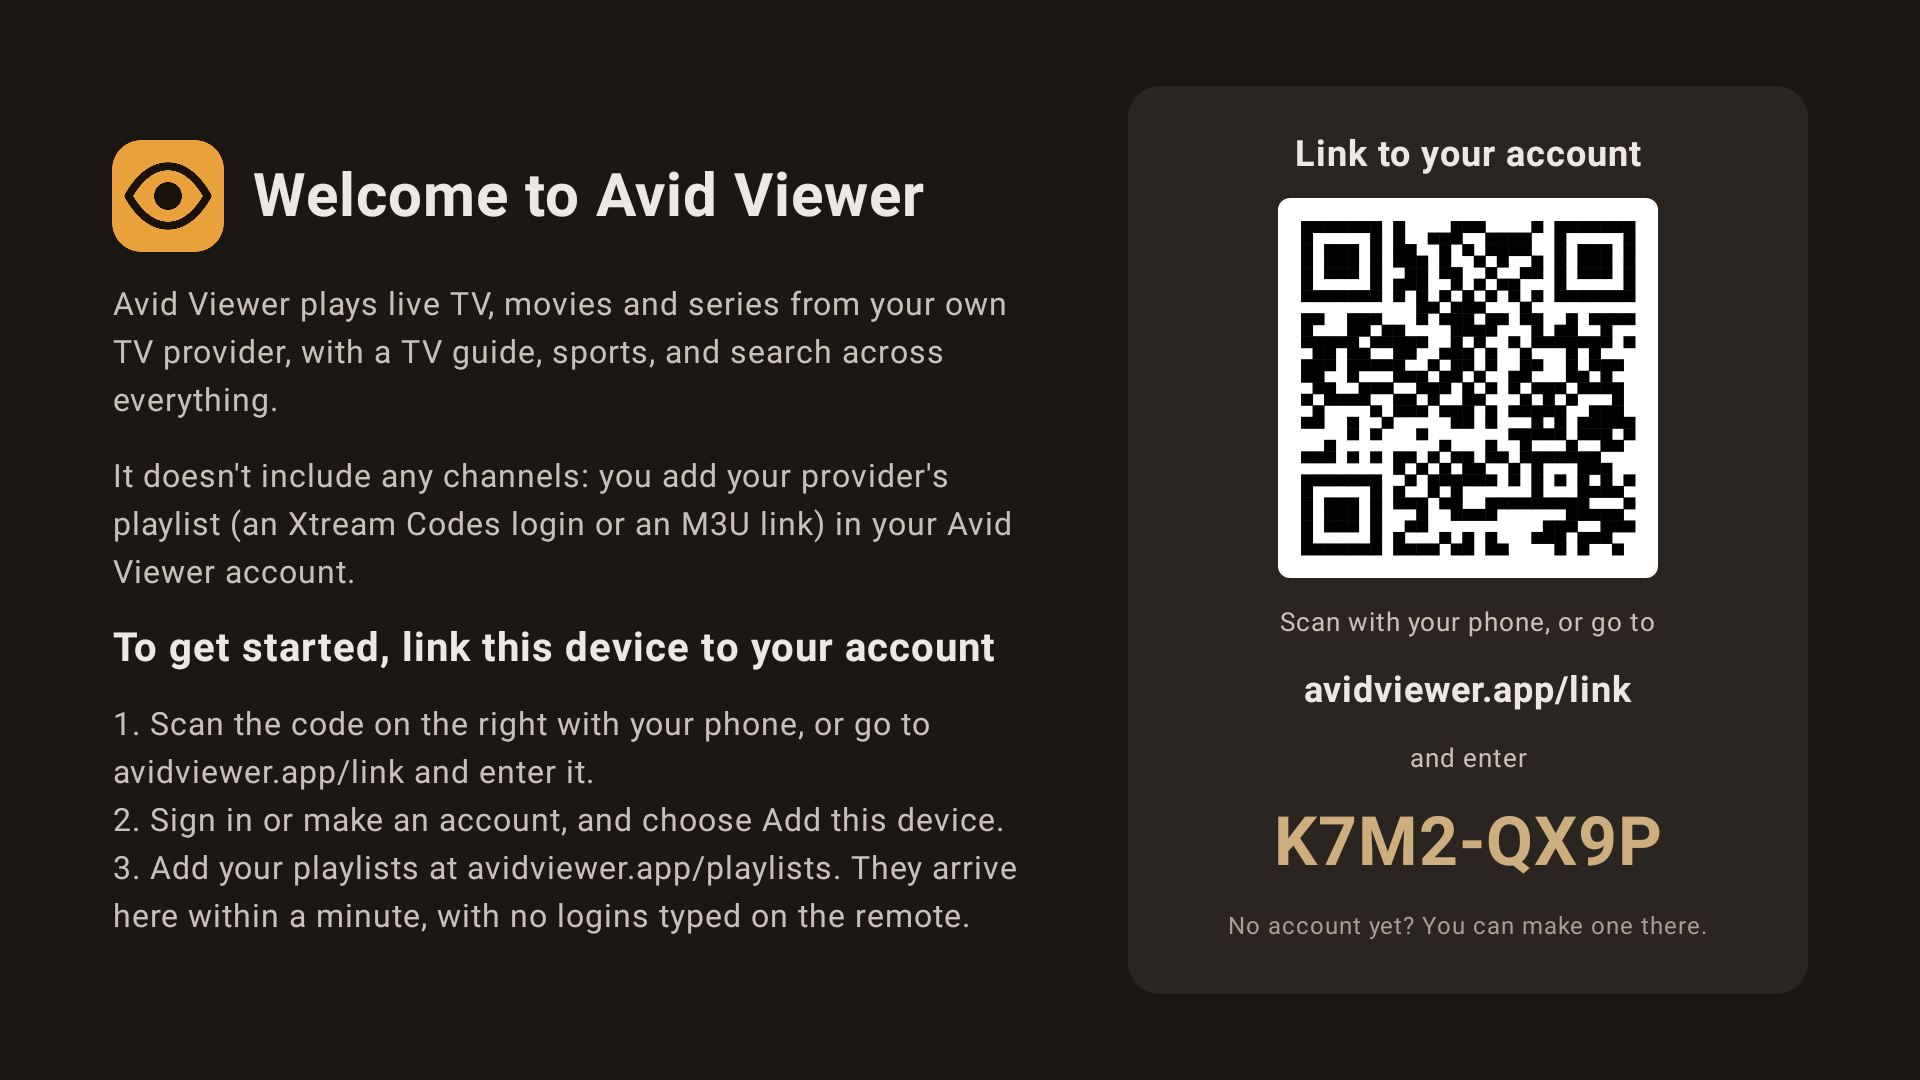 Welcome to Avid Viewer
Avid Viewer plays live TV, movies and series from your own
TV provider, with a TV guide, sports, and search across
everything.
It doesn't include any channels: you add your provider's
playlist (an Xtream Codes login or an M3U link) in your Avid
Viewer account.
To get started, link this device to your account
1. Scan the code on the right with your phone, or go to
avidviewer.app/link and enter it.
2. Sign in or make an account, and choose Add this device.
3. Add your playlists at avidviewer.app/playlists. They arrive
here within a minute, with no logins typed on the remote.
Link to your account
Scan with your phone, or go to
avidviewer.app/link
and enter
K7M2-QX9P
No account yet? You can make one there.